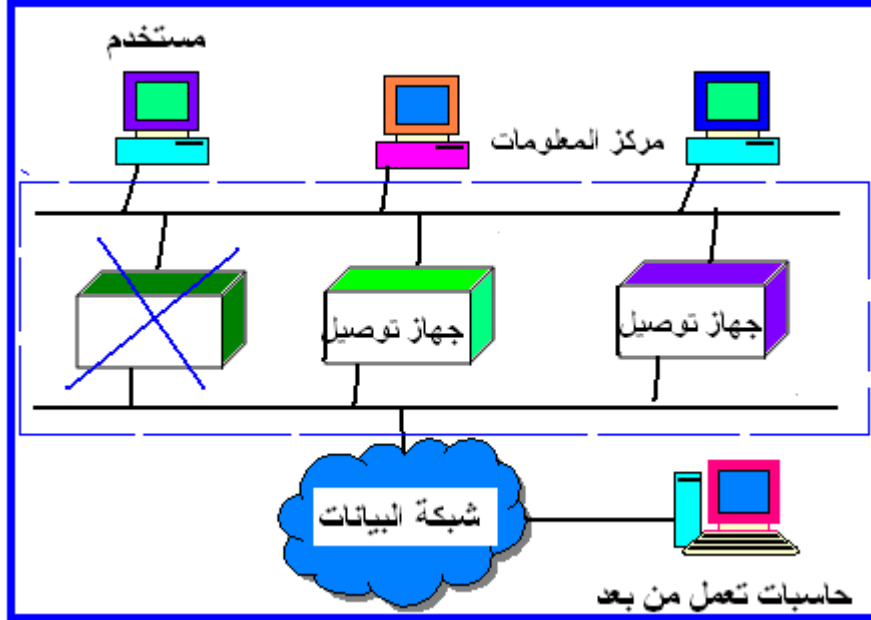 مستخدم
مركز المعلومات
جهاز توصيل
جهاز توصيل
شبكة البيانات
حاسبات تعمل من بعد